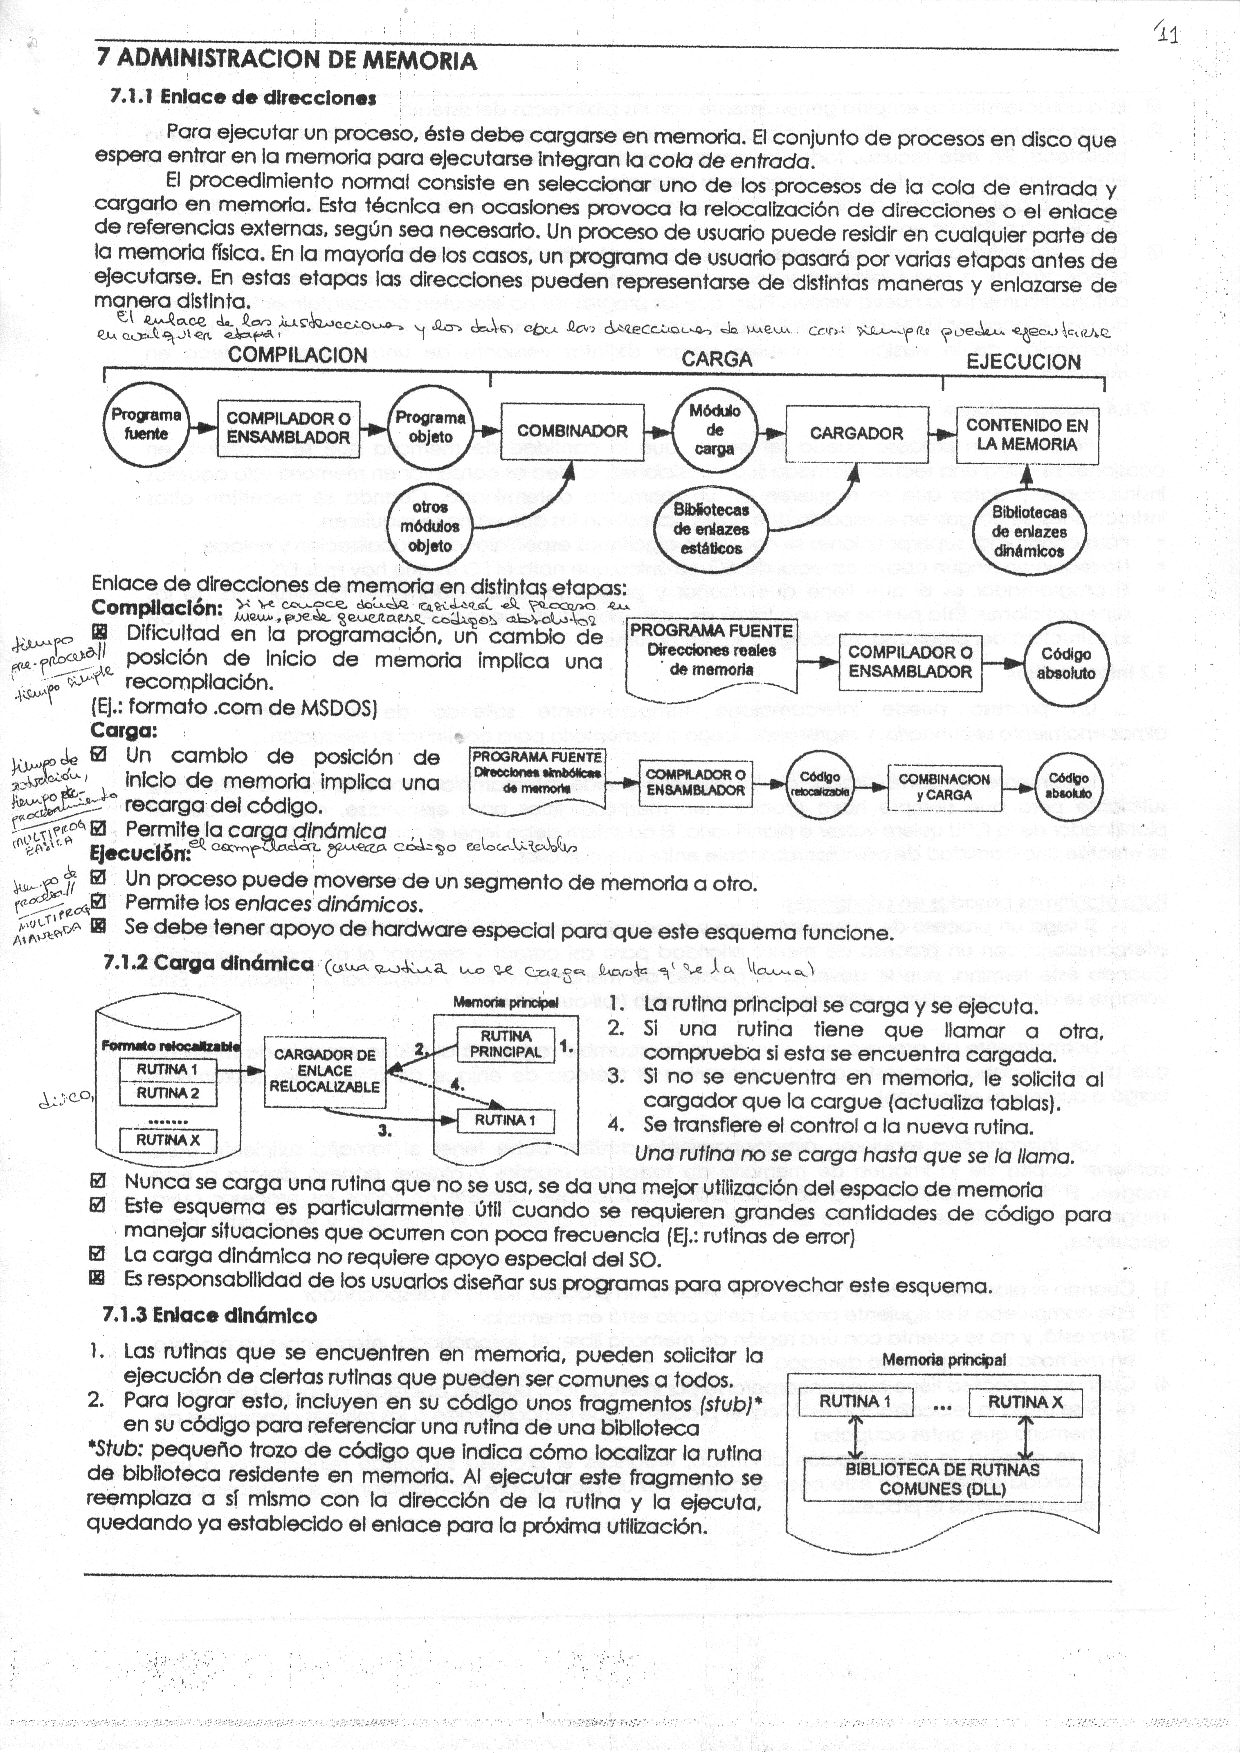 11
7 ADMINISTRACION DE MEMORIA
7.1.1 Enlace de direcciones
Para ejecutar un proceso, éste debe cargarse en memoria. El conjunto de procesos en disco que
espera entrar en la memoria para ejecutarse integran la cola de entrada.
El procedimiento normal consiste en seleccionar uno de los procesos de la cola de entrada y
cargarlo en memoria. Esta técnica en ocasiones provoca la relocalización de direcciones o el enlace
de referencias externas, según sea necesario. Un proceso de usuario puede residir en cualquier parte de
la memoria física. En la mayoría de los casos, un programa de usuario pasará por varias etapas antes de
ejecutarse. En estas etapas las direcciones pueden representarse de distintas maneras y enlazarse de
manera distinta.
El enlace de las instrucciones y los datos con las direcciones de mem. casi siempre pueden ejecutarse
en cualquier etapa:
COMPILACION
CARGA
EJECUCION
Programa
fuente
COMPILADOR O
ENSAMBLADOR
Programa
objeto
COMBINADOR
Módulo
de
carga
CARGADOR
CONTENIDO EN
LA MEMORIA
otros
módulos
objeto
Bibliotecas
de enlazes
estáticos
Bibliotecas
de enlazes
dinámicos
Enlace de direcciones de memoria en distintas etapas:
Compilación: si se conoce dónde residirá el proceso en
mem, puede generarse códigos absolutos
Dificultad en la programación, un cambio de
posición de inicio de memoria implica una
recompilación.
(Ej.: formato .com de MSDOS)
tiempo
pre-proces//
tiempo simple
PROGRAMA FUENTE
Direcciones reales
de memoria
COMPILADOR O
ENSAMBLADOR
Código
absoluto
Carga:
Un cambio de posición de
inicio de memoria implica una
recarga del código.
Permite la carga dinámica
tiempo de
tiempo de
procesamiento
MULTIPROG
BASICA
PROGRAMA FUENTE
Direcciones simbólicas
de memoria
COMPILADOR O
ENSAMBLADOR
Código
relocalizable
COMBINACION
y CARGA
Código
absoluto
Ejecución: el compilador genera código relocalizables
Un proceso puede moverse de un segmento de memoria a otro.
Permite los enlaces dinámicos.
Se debe tener apoyo de hardware especial para que este esquema funcione.
tiempo de
proces//
MULTIPROG
AVANZADA
7.1.2 Carga dinámica (una rutina no se carga hasta q' se la llama)
disco,
Formato relocalizable
RUTINA 1
RUTINA 2
.......
RUTINA X
CARGADOR DE
ENLACE
RELOCALIZABLE
Memoria principal
RUTINA
PRINCIPAL
1.
2.
4.
3.
RUTINA 1
1. La rutina principal se carga y se ejecuta.
2. Si una rutina tiene que llamar a otra,
comprueba si esta se encuentra cargada.
3. Si no se encuentra en memoria, le solicita al
cargador que la cargue (actualiza tablas).
4. Se transfiere el control a la nueva rutina.
Una rutina no se carga hasta que se la llama.
Nunca se carga una rutina que no se usa, se da una mejor utilización del espacio de memoria
Este esquema es particularmente útil cuando se requieren grandes cantidades de código para
manejar situaciones que ocurren con poca frecuencia (Ej.: rutinas de error)
La carga dinámica no requiere apoyo especial del SO.
Es responsabilidad de los usuarios diseñar sus programas para aprovechar este esquema.
7.1.3 Enlace dinámico
1. Las rutinas que se encuentren en memoria, pueden solicitar la
ejecución de ciertas rutinas que pueden ser comunes a todos.
2. Para lograr esto, incluyen en su código unos fragmentos (stub)*
en su código para referenciar una rutina de una biblioteca
*Stub: pequeño trozo de código que indica cómo localizar la rutina
de biblioteca residente en memoria. Al ejecutar este fragmento se
reemplaza a sí mismo con la dirección de la rutina y la ejecuta,
quedando ya establecido el enlace para la próxima utilización.
Memoria principal
RUTINA 1
...
RUTINA X
BIBLIOTECA DE RUTINAS
COMUNES (DLL)